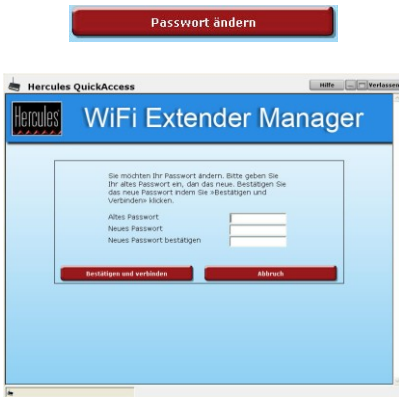 Passwort ändern
Hercules QuickAccess
Hilfe
Verlassen
Hercules WiFi Extender Manager
Sie möchten Ihr Passwort ändern. Bitte geben Sie
Ihr altes Passwort ein, dan das neue. Bestätigen Sie
das neue Passwort indem Sie »Bestätigen und
Verbinden» klicken.
Altes Passwort
Neues Passwort
Neues Passwort bestätigen
Bestätigen und verbinden
Abbruch